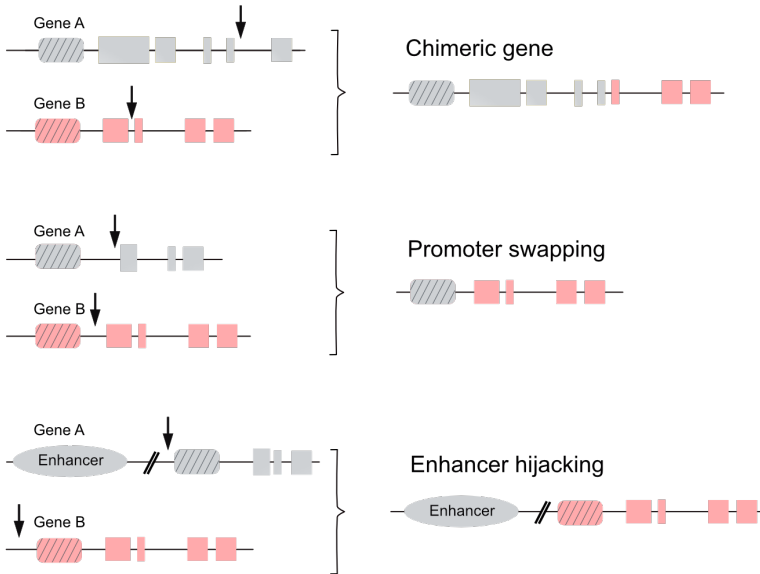 Gene A
Chimeric gene
Gene B
Gene A
Promoter swapping
Gene B
Gene A
Enhancer
Enhancer hijacking
Enhancer
Gene B